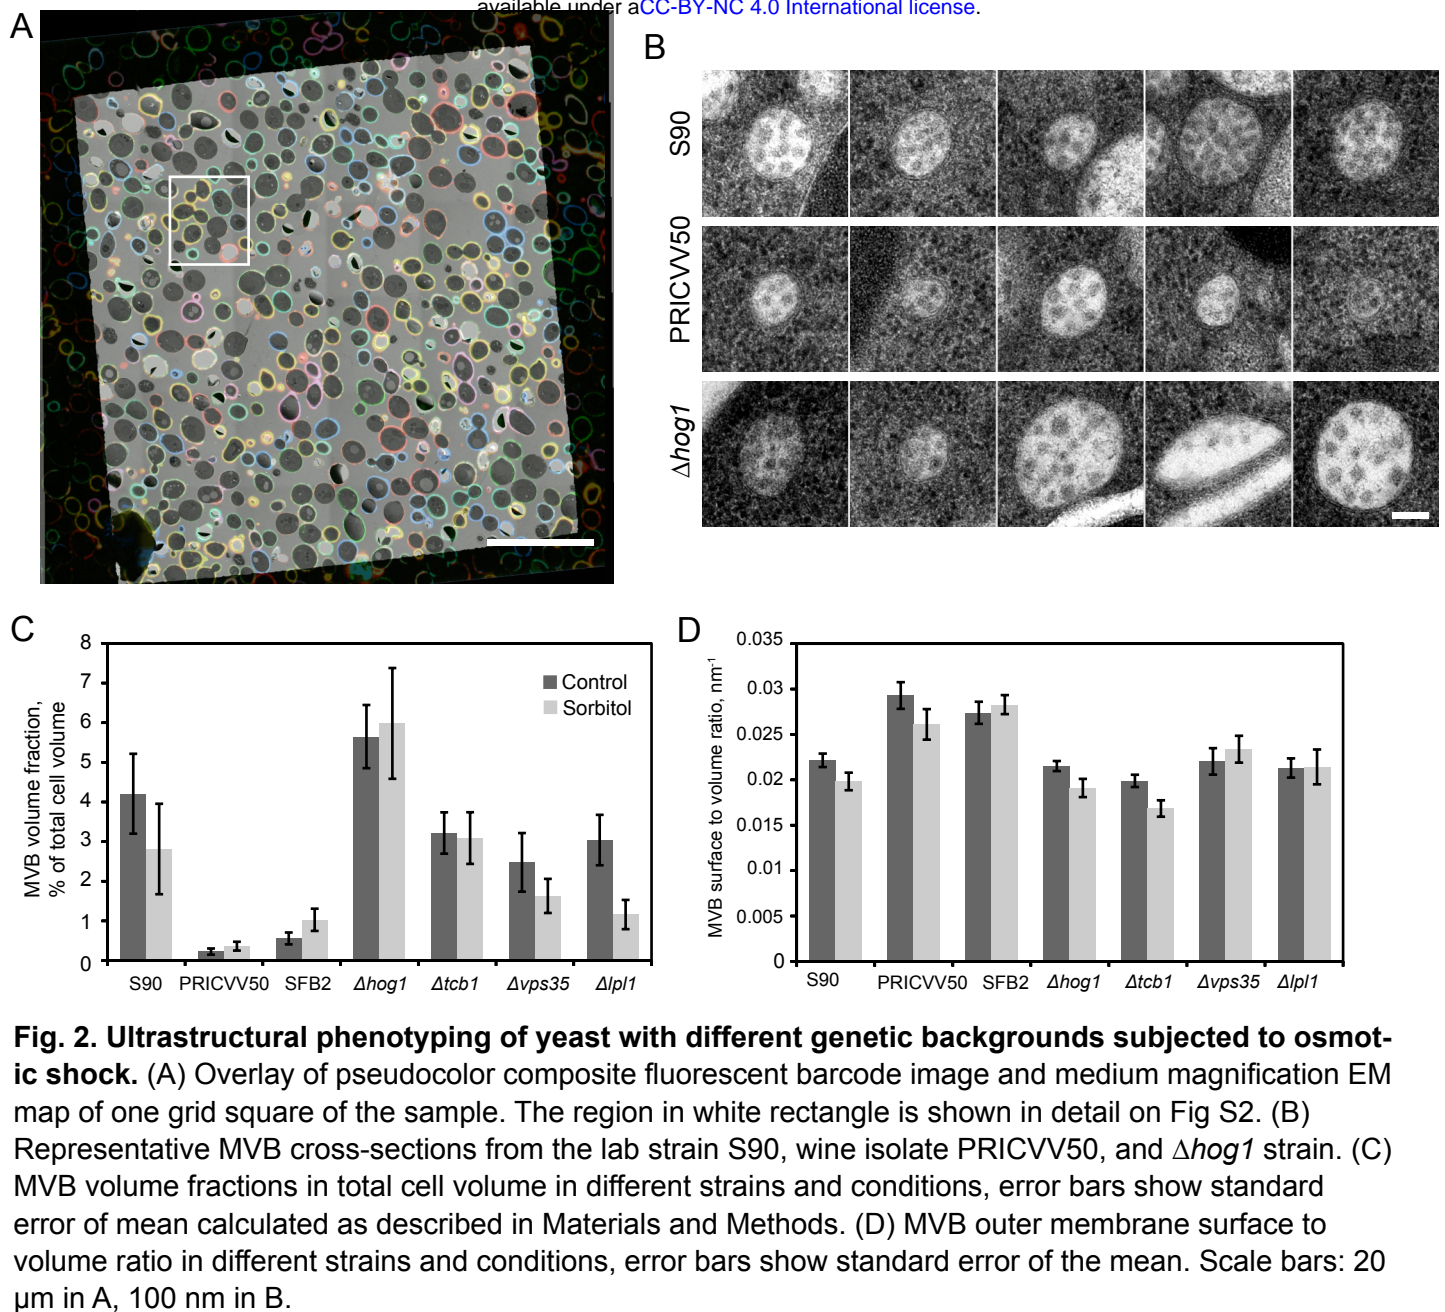 available under aCC-BY-NC 4.0 International license.
A
B
S90
PRICVV50
Δhog1
C
MVB volume fraction,
% of total cell volume
8
7
6
5
4
3
2
1
0
Control
Sorbitol
S90 PRICVV50 SFB2 Δhog1 Δtcb1 Δvps35 Δlpl1
D
MVB surface to volume ratio, nm⁻¹
0.035
0.03
0.025
0.02
0.015
0.01
0.005
0
S90 PRICVV50 SFB2 Δhog1 Δtcb1 Δvps35 Δlpl1
Fig. 2. Ultrastructural phenotyping of yeast with different genetic backgrounds subjected to osmot-
ic shock. (A) Overlay of pseudocolor composite fluorescent barcode image and medium magnification EM
map of one grid square of the sample. The region in white rectangle is shown in detail on Fig S2. (B)
Representative MVB cross-sections from the lab strain S90, wine isolate PRICVV50, and Δhog1 strain. (C)
MVB volume fractions in total cell volume in different strains and conditions, error bars show standard
error of mean calculated as described in Materials and Methods. (D) MVB outer membrane surface to
volume ratio in different strains and conditions, error bars show standard error of the mean. Scale bars: 20
µm in A, 100 nm in B.